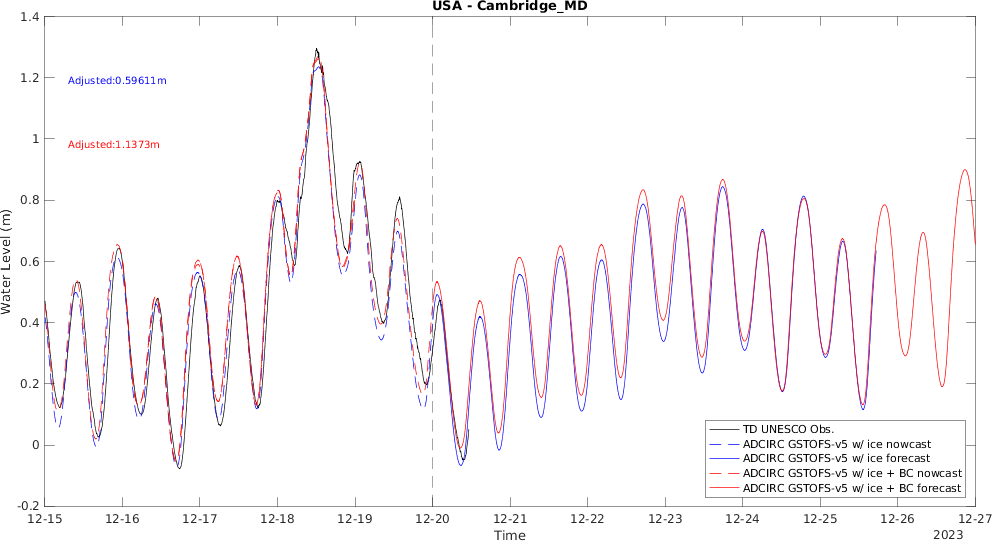 USA - Cambridge_MD
1.4
1.2
1
0.8
0.6
0.4
0.2
0
-0.2
Water Level (m)
Adjusted:0.59611m
Adjusted:1.1373m
TD UNESCO Obs.
ADCIRC GSTOFS-v5 w/ ice nowcast
ADCIRC GSTOFS-v5 w/ ice forecast
ADCIRC GSTOFS-v5 w/ ice + BC nowcast
ADCIRC GSTOFS-v5 w/ ice + BC forecast
12-15 12-16 12-17 12-18 12-19 12-20 12-21 12-22 12-23 12-24 12-25 12-26 12-27
Time
2023